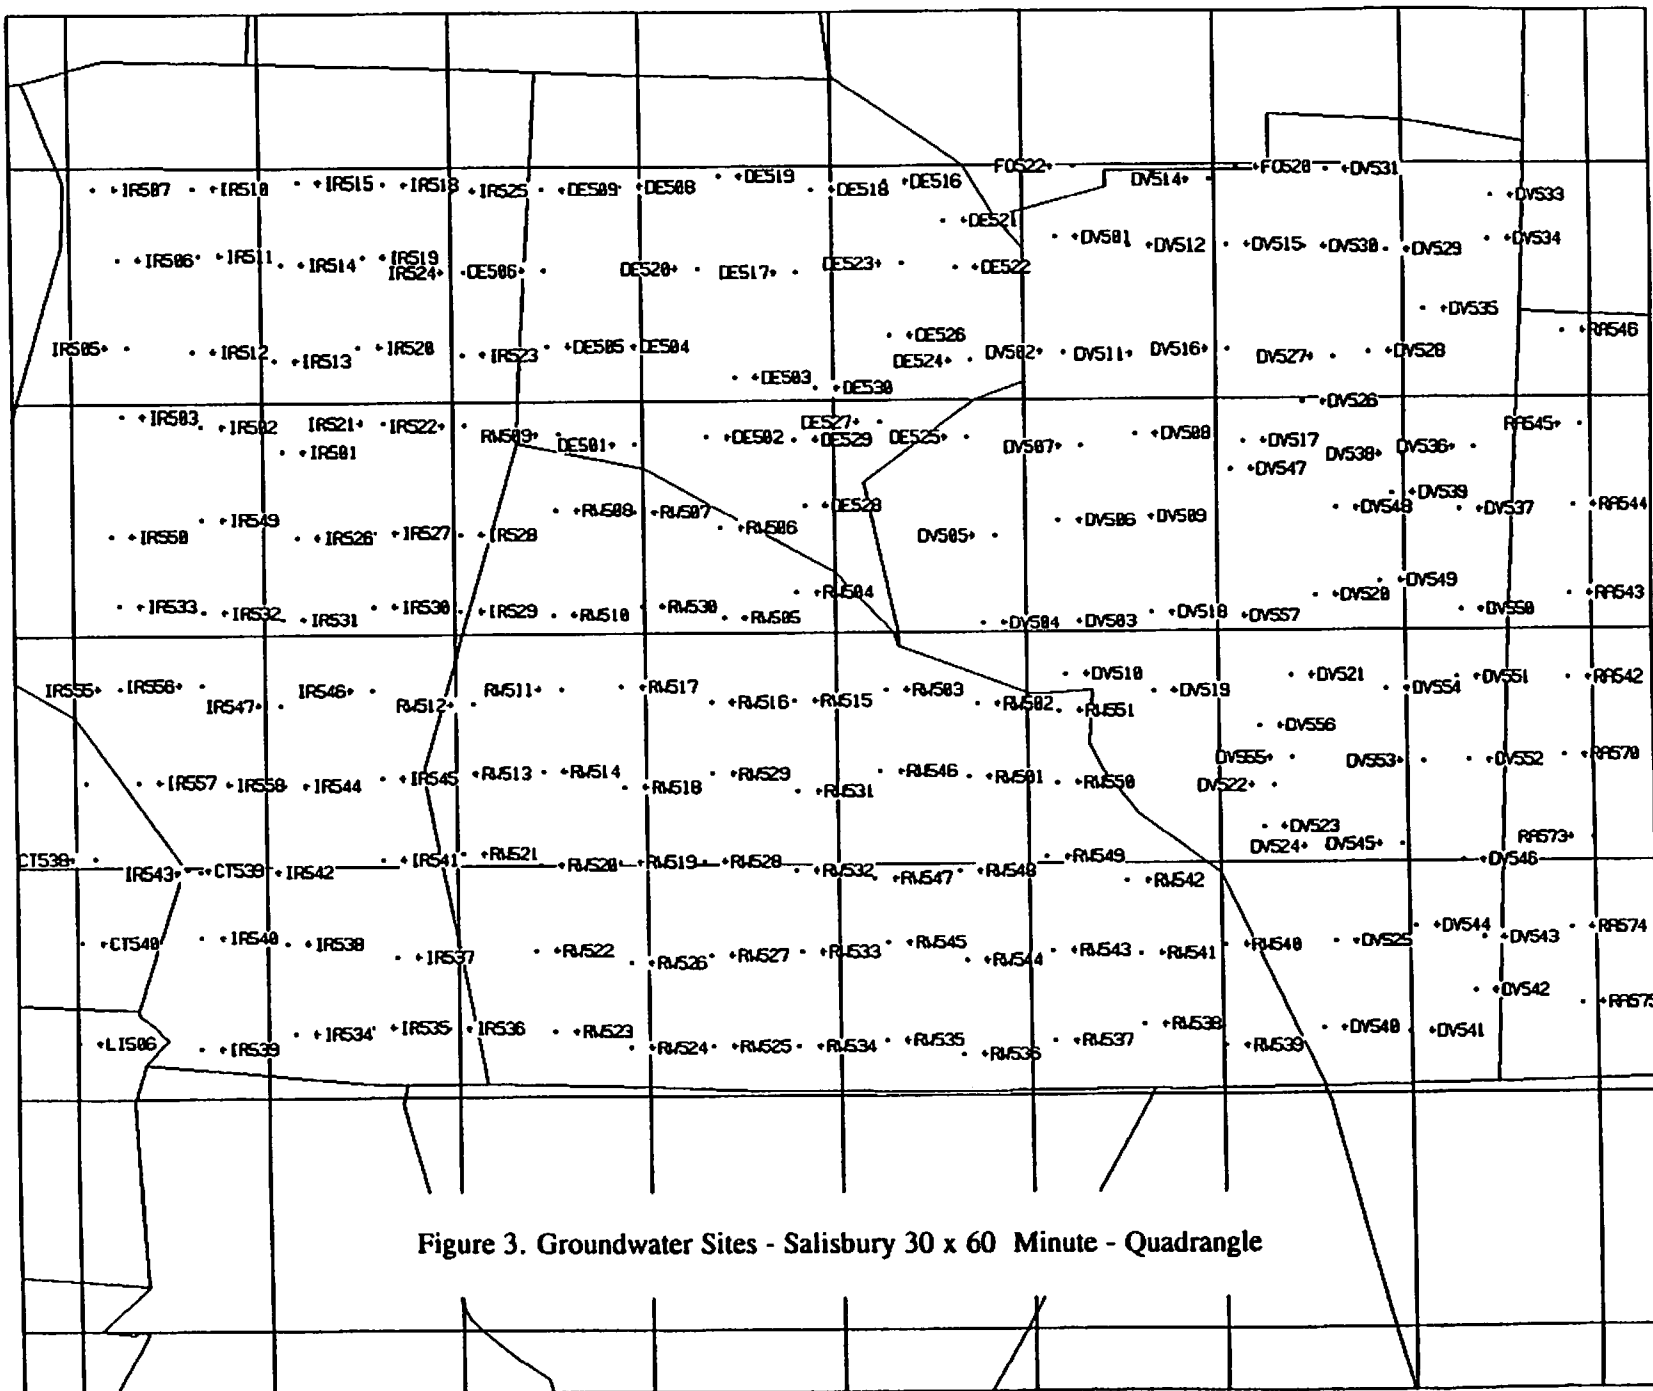 FO522 FO520 DV531
IR507 IR510 IR515 IR518 IR525 DE509 DE508 DE519 DE518 DE516 DV514 DV533
DE521
IR506 IR511 IR514 IR519 DV501 DV512 DV515 DV530 DV529 DV534
IR524 DE506 DE520 DE517 DE523 DE522
DV535
RA546
IR505 IR512 IR513 IR520 IR523 DE505 DE504 DE526 DE524 DV502 DV511 DV516 DV527 DV528
DE503 DE530
DV526
IR503 IR502 IR521 IR522 RW509 DE501 DE502 DE527 DE529 DE525 DV507 DV508 DV517 DV538 DV536 RA545
IR501 DV547
IR550 IR549 IR526 IR527 IR528 RW508 RW507 RW506 DE528 DV505 DV506 DV509 DV548 DV539 DV537 RA544
RW504 DV520 DV549 RA543
IR533 IR532 IR531 IR530 IR529 RW510 RW530 RW505 DV504 DV503 DV518 DV557 DV550
DV510 DV521 DV551 RA542
IR555 IR556 IR547 IR546 RW512 RW511 RW517 RW516 RW515 RW503 RW502 RW551 DV519 DV554
DV556
IR557 IR558 IR544 IR545 RW513 RW514 RW518 RW529 RW531 RW546 RW501 RW550 DV555 DV553 DV552 RA570
DV522
DV523 RA573
CT538 IR543 CT539 IR542 IR541 RW521 RW520 RW519 RW528 RW532 RW547 RW548 RW549 RW542 DV524 DV545 DV546
CT540 IR540 IR538 IR537 RW522 RW526 RW527 RW533 RW545 RW544 RW543 RW541 RW540 DV525 DV544 DV543 RA574
DV542 RA575
LI506 IR539 IR534 IR535 IR536 RW523 RW524 RW525 RW534 RW535 RW536 RW537 RW538 RW539 DV540 DV541
Figure 3. Groundwater Sites - Salisbury 30 x 60 Minute - Quadrangle